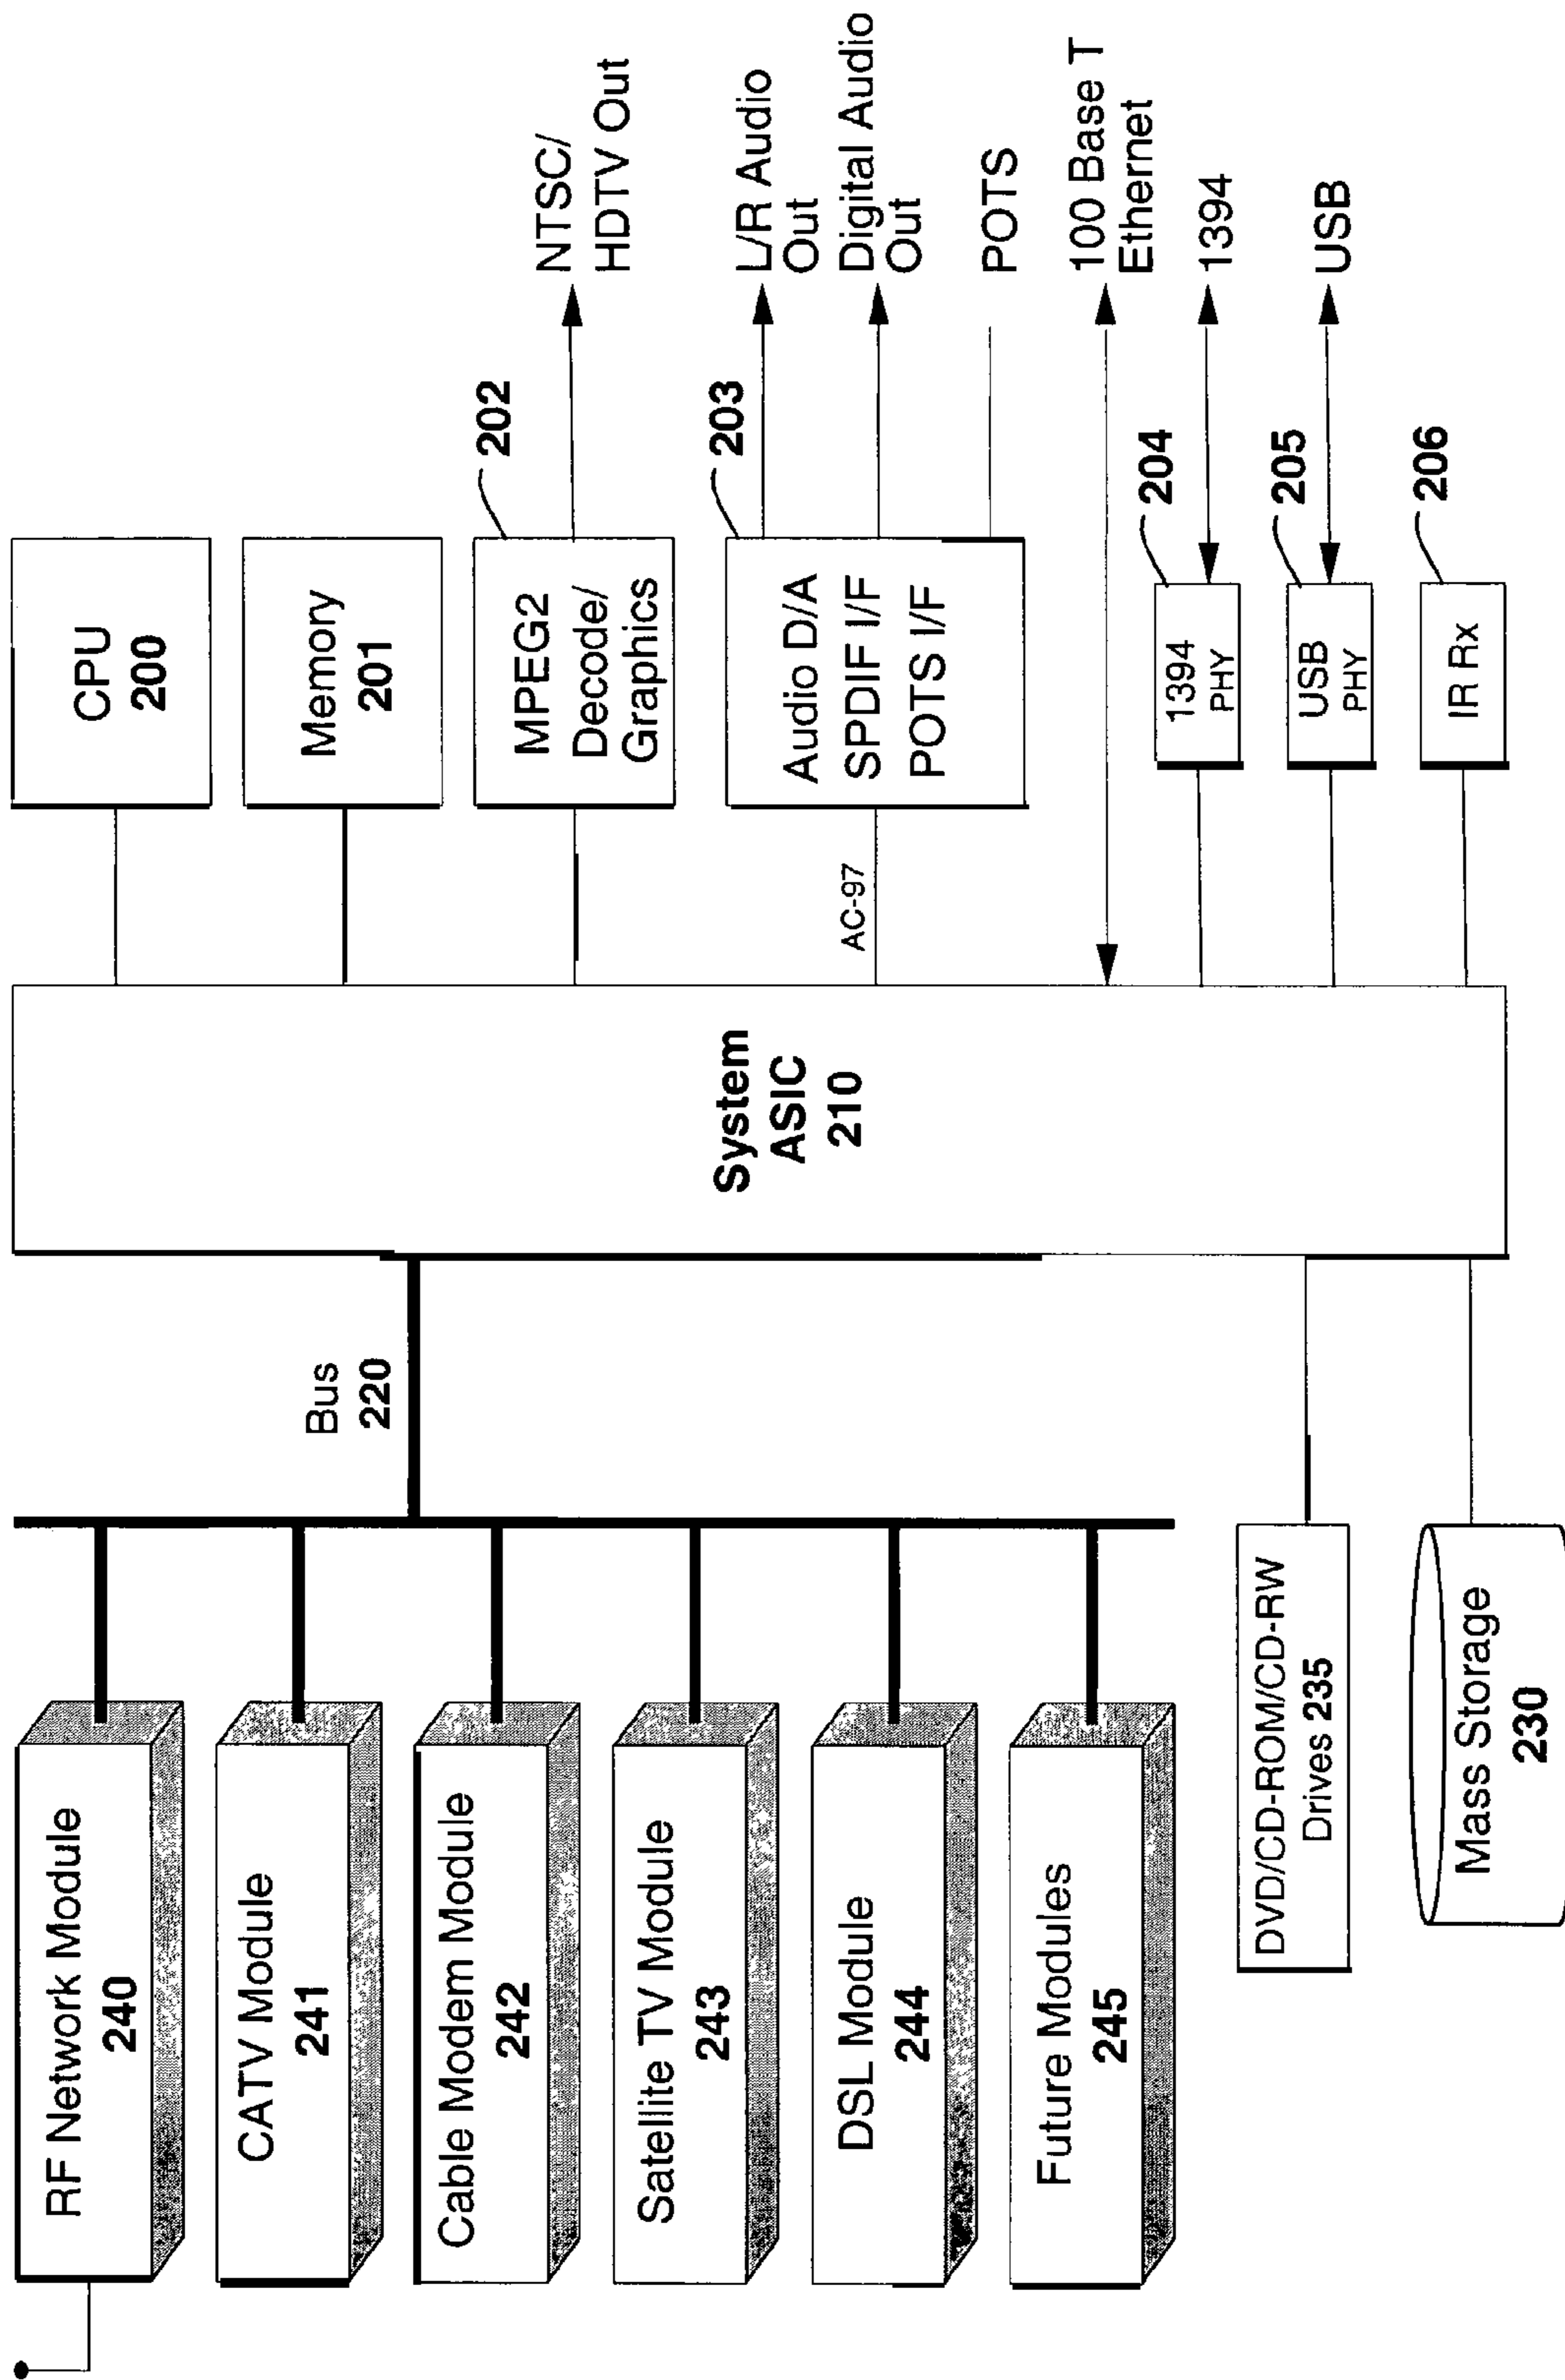 RF Network Module
240
CATV Module
241
Cable Modem Module
242
Satellite TV Module
243
DSL Module
244
Future Modules
245
DVD/CD-ROM/CD-RW
Drives 235
Mass Storage
230
Bus
220
System
ASIC
210
AC-97
CPU
200
Memory
201
MPEG2
Decode/
Graphics
202
Audio D/A
SPDIF I/F
POTS I/F
203
1394
PHY
204
USB
PHY
205
IR Rx
206
NTSC/
HDTV Out
L/R Audio
Out
Digital Audio
Out
POTS
100 Base T
Ethernet
1394
USB